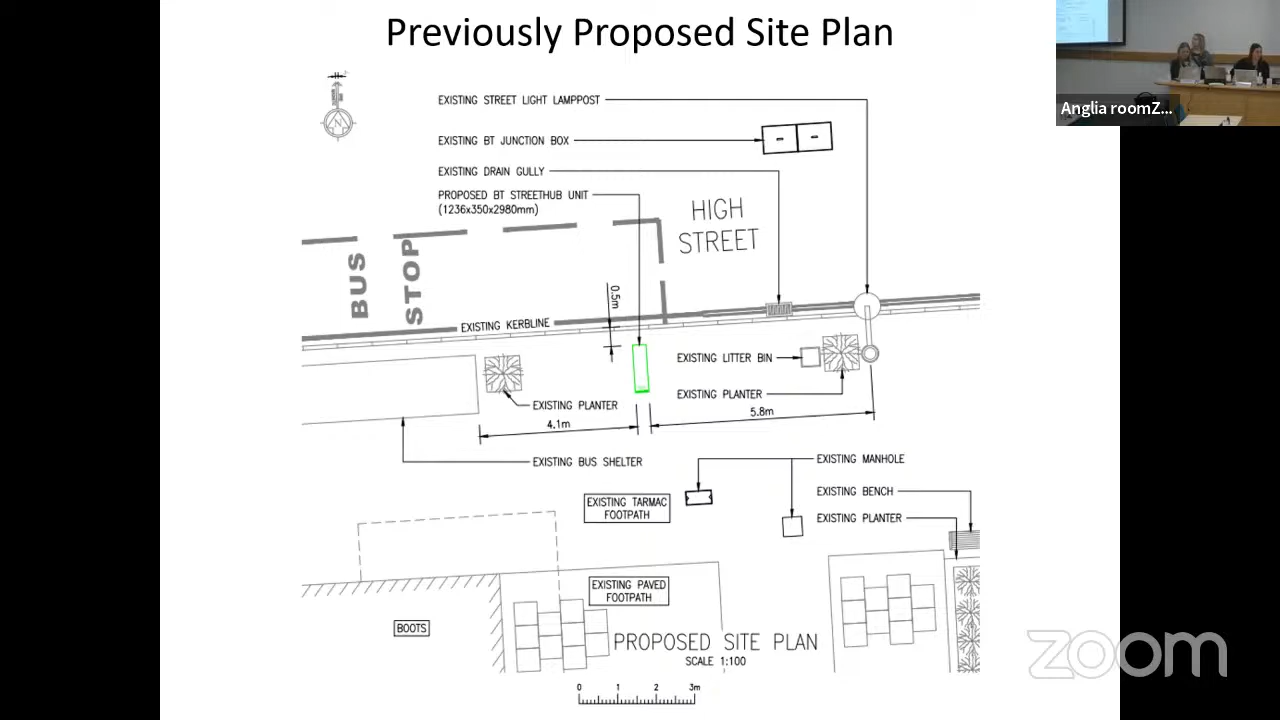 Previously Proposed Site Plan
Anglia roomZ...
N
EXISTING STREET LIGHT LAMPPOST
EXISTING BT JUNCTION BOX
EXISTING DRAIN GULLY
PROPOSED BT STREETHUB UNIT
(1236x350x2980mm)
HIGH
STREET
BUS
STOP
0.5m
EXISTING KERBLINE
EXISTING LITTER BIN
EXISTING PLANTER
EXISTING PLANTER
5.8m
4.1m
EXISTING BUS SHELTER
EXISTING MANHOLE
EXISTING BENCH
EXISTING TARMAC
FOOTPATH
EXISTING PLANTER
EXISTING PAVED
FOOTPATH
BOOTS
PROPOSED SITE PLAN
SCALE 1:100
0 1 2 3m
zoom